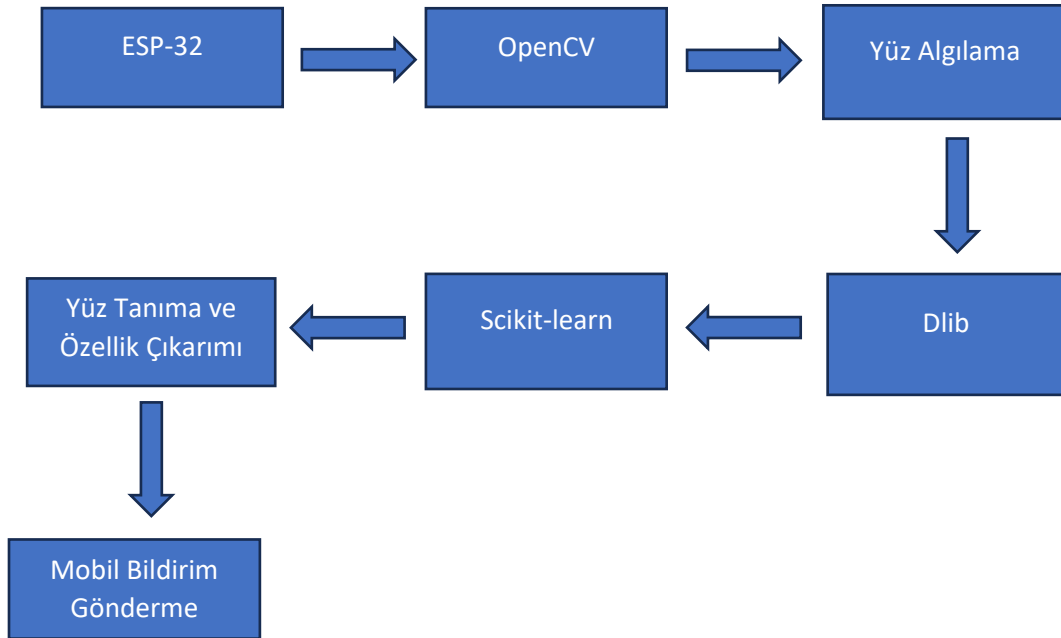 ESP-32
OpenCV
Yüz Algılama
Dlib
Scikit-learn
Yüz Tanıma ve
Özellik Çıkarımı
Mobil Bildirim
Gönderme